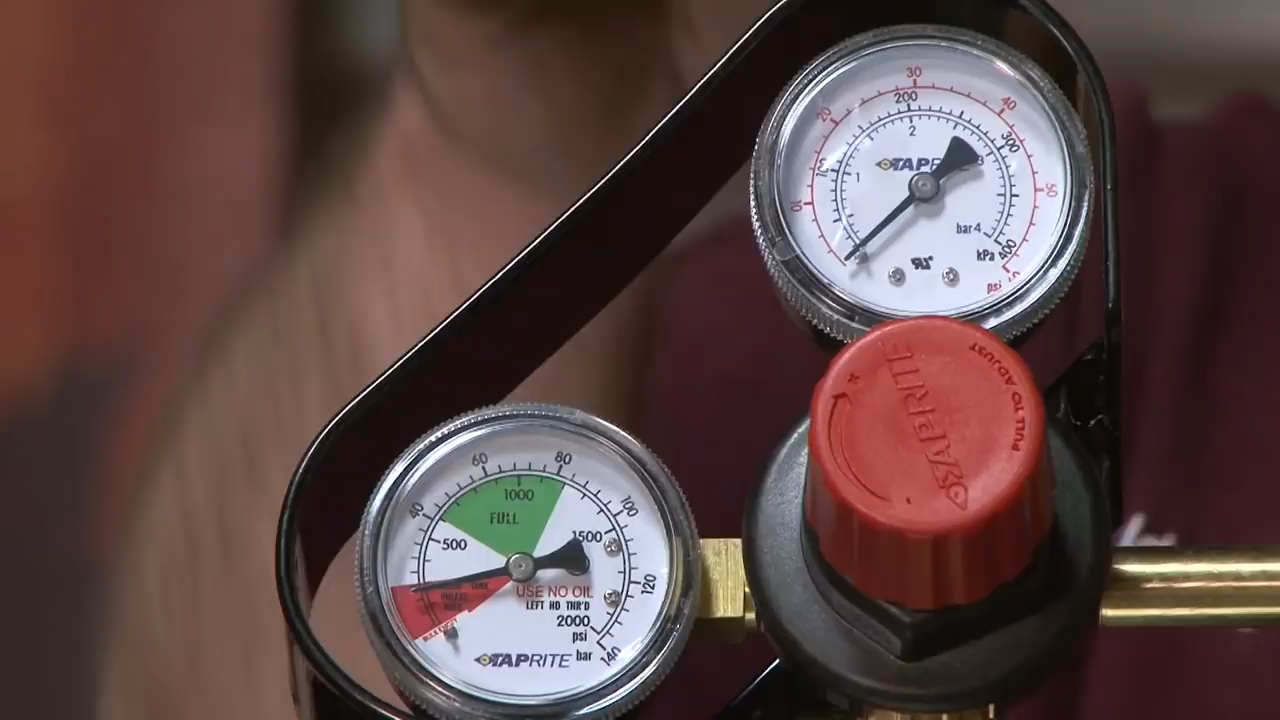 30
20
200
40
2
300
TAPRITE
3
1
10
50
bar 4
kPa
400
psi
PULL TO ADJUST
TAPRITE
60
80
1000
40
100
FULL
500
1500
120
USE NO OIL
LEFT HD THR'D
2000
psi
bar
140
TAPRITE